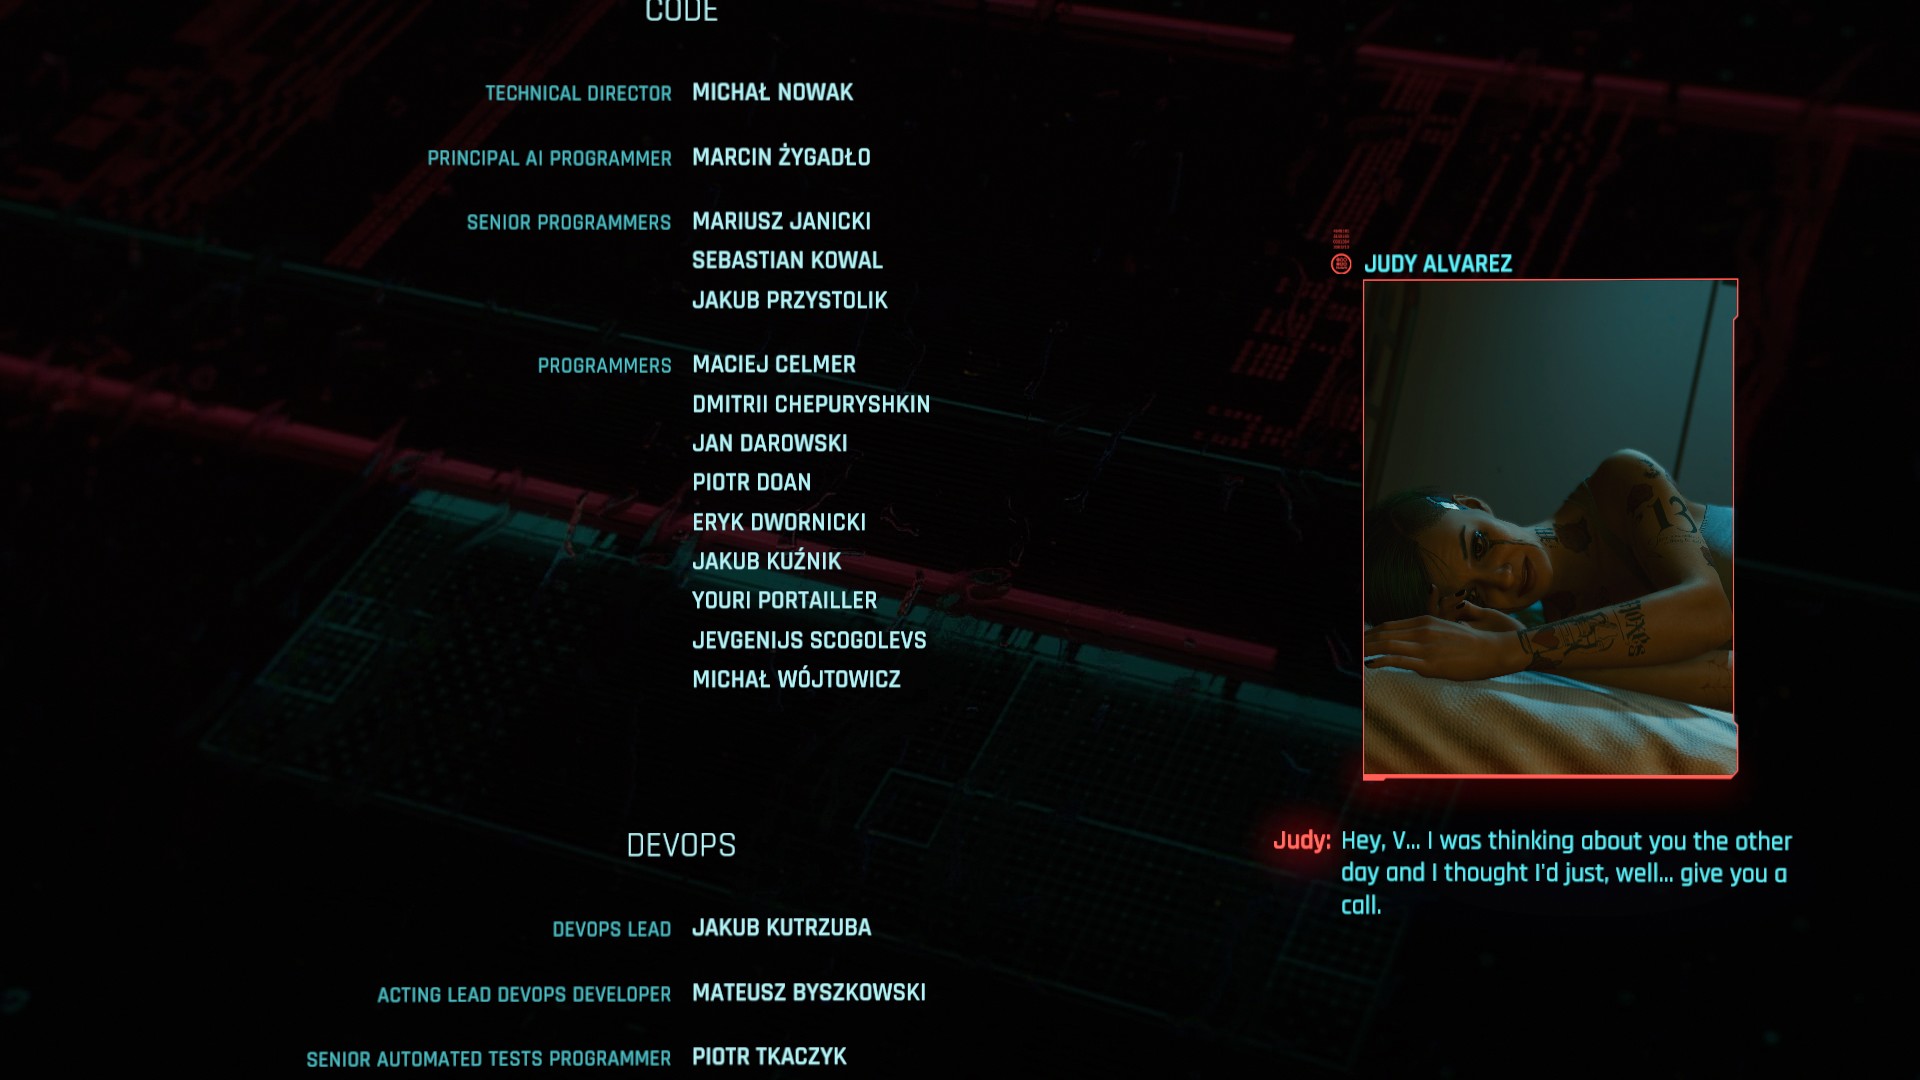 CODE
TECHNICAL DIRECTOR MICHAŁ NOWAK
PRINCIPAL AI PROGRAMMER MARCIN ŻYGADŁO
SENIOR PROGRAMMERS MARIUSZ JANICKI
SEBASTIAN KOWAL
JAKUB PRZYSTOLIK
PROGRAMMERS MACIEJ CELMER
DMITRII CHEPURYSHKIN
JAN DAROWSKI
PIOTR DOAN
ERYK DWORNICKI
JAKUB KUŹNIK
YOURI PORTAILLER
JEVGENIJS SCOGOLEVS
MICHAŁ WÓJTOWICZ
DEVOPS
DEVOPS LEAD JAKUB KUTRZUBA
ACTING LEAD DEVOPS DEVELOPER MATEUSZ BYSZKOWSKI
SENIOR AUTOMATED TESTS PROGRAMMER PIOTR TKACZYK
JUDY ALVAREZ
13
Judy: Hey, V... I was thinking about you the other
day and I thought I'd just, well... give you a
call.